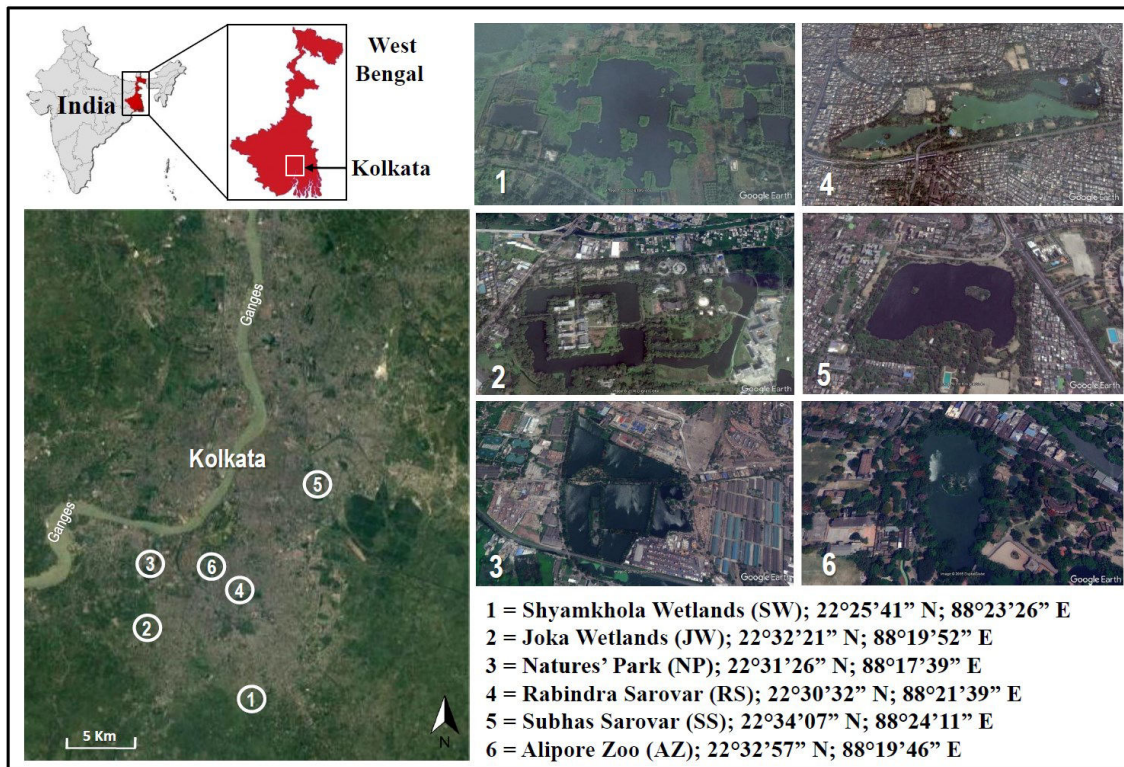 India
West
Bengal
Kolkata
Ganges
Kolkata
Ganges
5
3
6
4
2
1
5 Km
N
1
Google Earth
4
Google Earth
2
Google Earth
5
Google Earth
3
Google Earth
6
Google Earth
1 = Shyamkhola Wetlands (SW); 22°25'41” N; 88°23'26” E
2 = Joka Wetlands (JW); 22°32'21” N; 88°19'52” E
3 = Natures’ Park (NP); 22°31'26” N; 88°17'39” E
4 = Rabindra Sarovar (RS); 22°30'32” N; 88°21'39” E
5 = Subhas Sarovar (SS); 22°34'07” N; 88°24'11” E
6 = Alipore Zoo (AZ); 22°32'57” N; 88°19'46” E